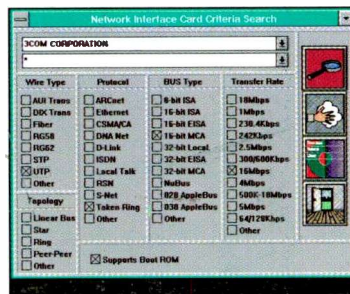 Network Interface Card Criteria Search
3COM CORPORATION
*
Wire Type
AUI Trans
DIX Trans
Fiber
RG58
RG62
STP
UTP
Other
Topology
Linear Bus
Star
Ring
Peer-Peer
Other
Protocol
ARCnet
Ethernet
CSMA/CA
DNA Net
D-Link
ISDN
Local Talk
RSN
S-Net
Token Ring
Other
BUS Type
8-bit ISA
16-bit ISA
16-bit EISA
16-bit MCA
32-bit Local
32-bit EISA
32-bit MCA
NuBus
020 AppleBus
030 AppleBus
Other
Transfer Rate
10Mbps
1Mbps
230.4Kbps
242Kbps
2.5Mbps
300/600Kbps
16Mbps
4Mbps
500K-10Mbps
5Mbps
64/128Kbps
Other
Supports Boot ROM